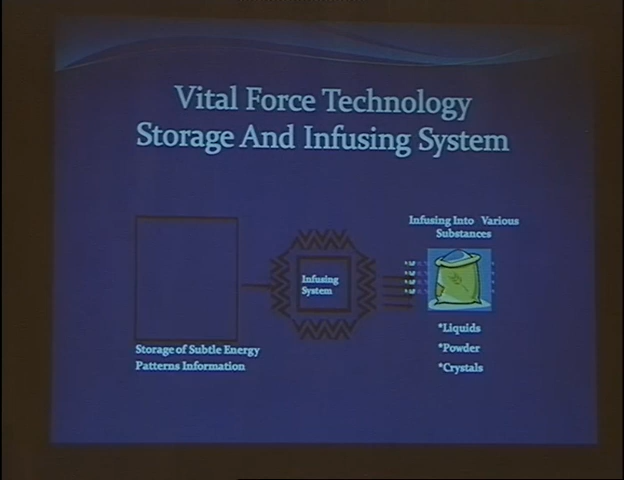 Vital Force Technology
Storage And Infusing System
Infusing Into Various
Substances
Infusing
System
*Liquids
Storage of Subtle Energy
*Powder
Patterns Information
*Crystals